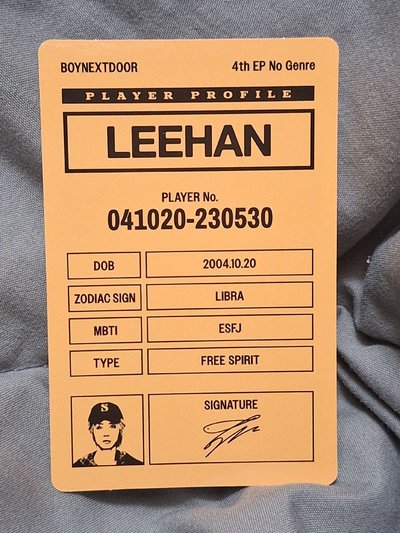 BOYNEXTDOOR 4th EP No Genre
PLAYER PROFILE
LEEHAN
PLAYER No.
041020-230530
DOB 2004.10.20
ZODIAC SIGN LIBRA
MBTI ESFJ
TYPE FREE SPIRIT
SIGNATURE
S